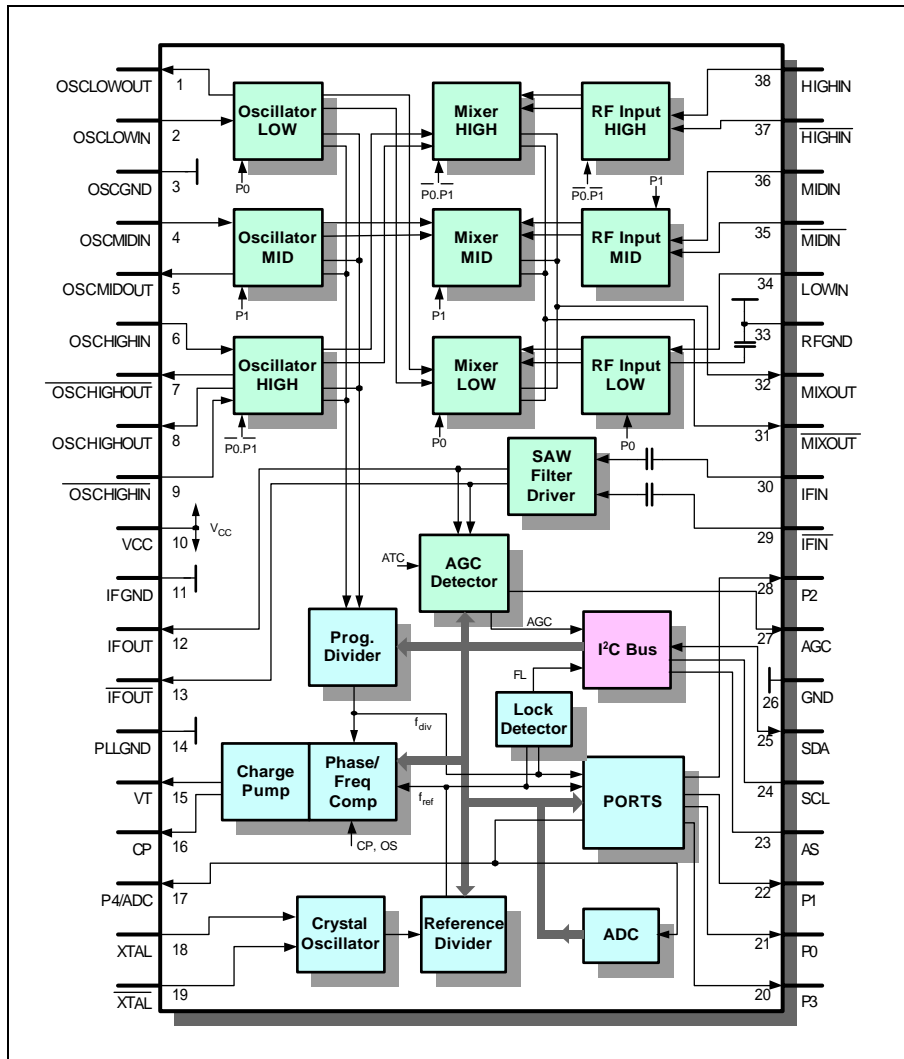 OSCLOWOUT
1
OSCLOWIN
2
OSCGND
3
OSCMIDIN
4
OSCMIDOUT
5
OSCHIGHIN
6
OSCHIGHOUT
7
OSCHIGHOUT
8
OSCHIGHIN
9
VCC
10
VCC
IFGND
11
IFOUT
12
IFOUT
13
PLLGND
14
VT
15
CP
16
P4/ADC
17
XTAL
18
XTAL
19
Oscillator
LOW
P0
Oscillator
MID
P1
Oscillator
HIGH
P0.P1
Mixer
HIGH
P0.P1
Mixer
MID
P1
Mixer
LOW
P0
RF Input
HIGH
P0.P1
P1
RF Input
MID
RF Input
LOW
P0
SAW
Filter
Driver
ATC
AGC
Detector
AGC
Prog.
Divider
I²C Bus
FL
Lock
Detector
fdiv
Charge
Pump
Phase/
Freq
Comp
fref
CP, OS
PORTS
Crystal
Oscillator
Reference
Divider
ADC
38
HIGHIN
37
HIGHIN
36
MIDIN
35
MIDIN
34
LOWIN
33
RFGND
32
MIXOUT
31
MIXOUT
30
IFIN
29
IFIN
28
P2
27
AGC
26
GND
25
SDA
24
SCL
23
AS
22
P1
21
P0
20
P3